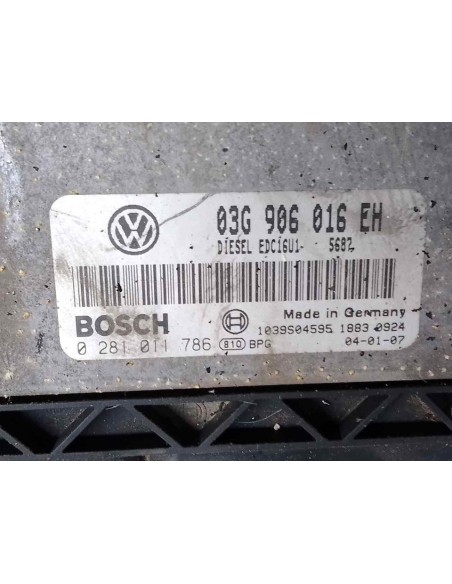 03G 906 016 EH
DIESEL EDC16U1- 5687
BOSCH
Made in Germany
1039S04595 1883 0924
0 281 011 786 810 BPG
04-01-07